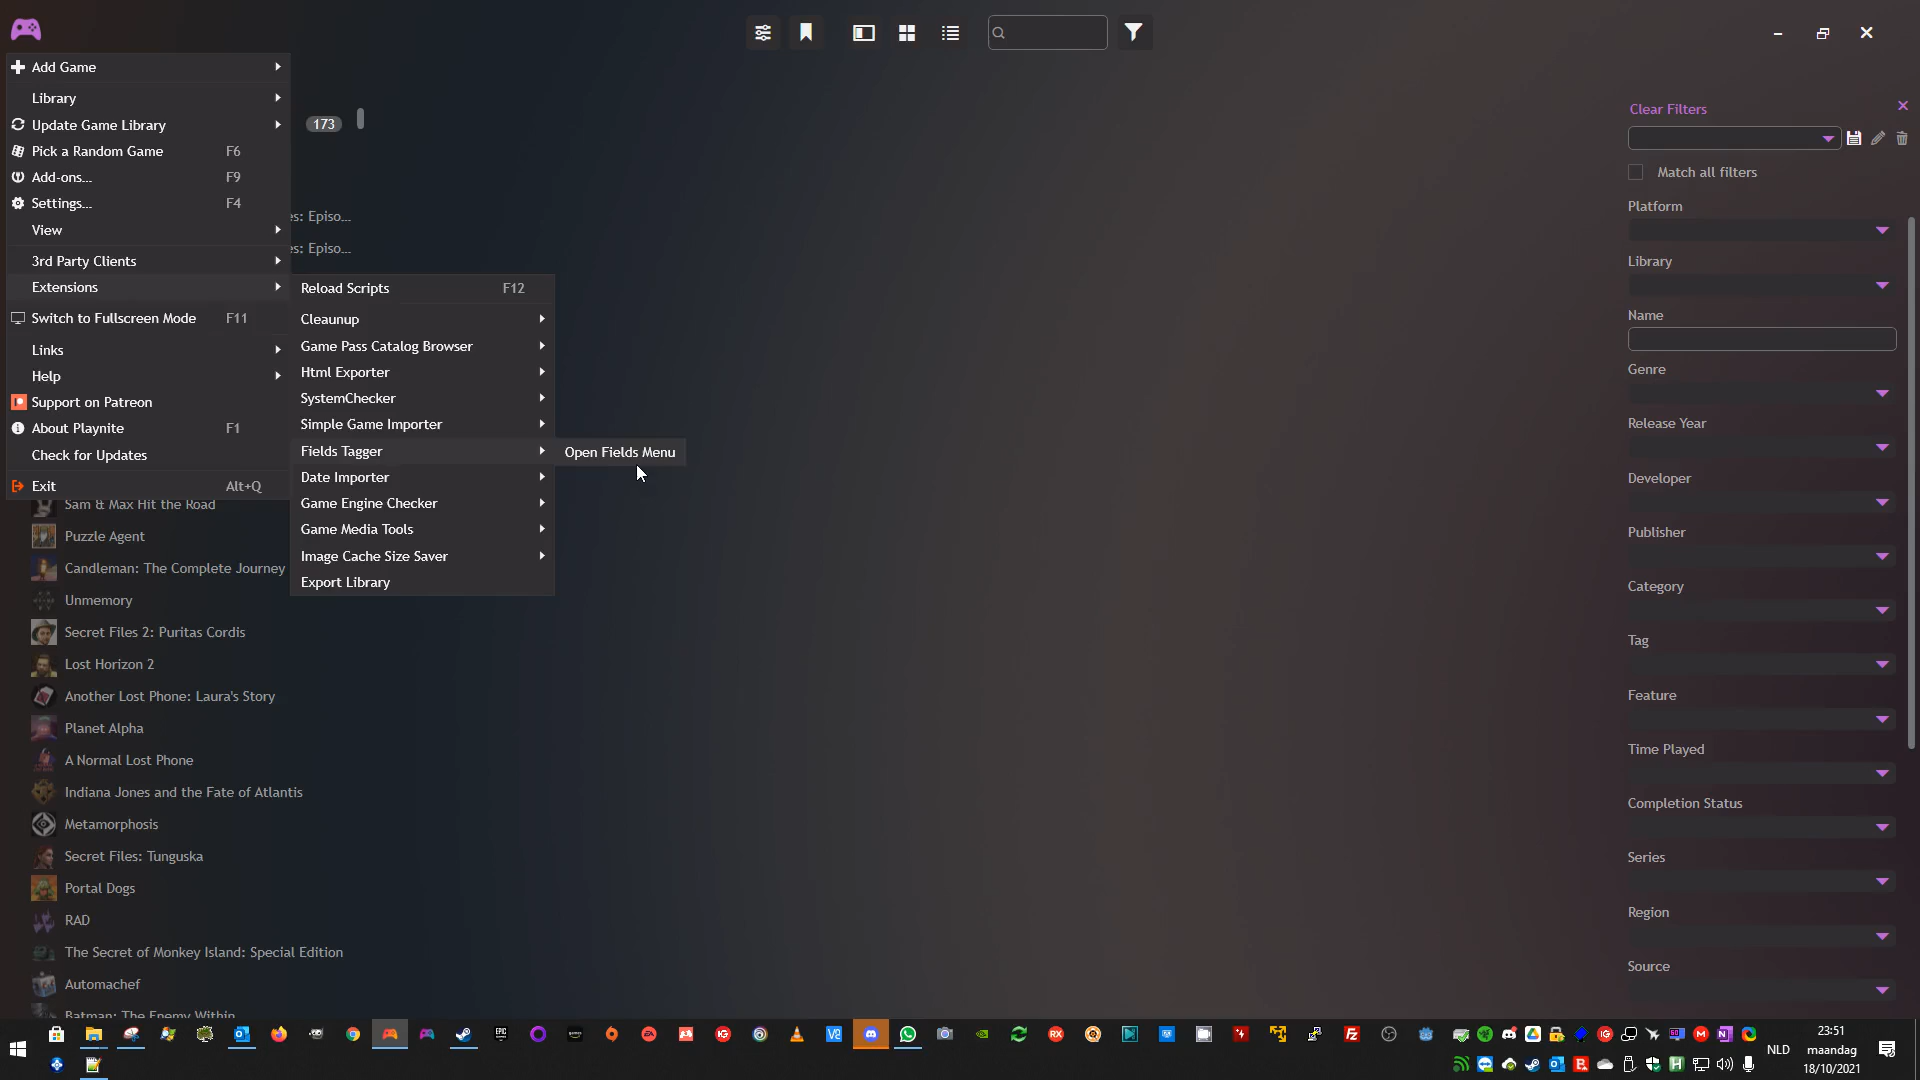 Add Game
Library
Update Game Library
Pick a Random Game F6
Add-ons... F9
Settings... F4
View
3rd Party Clients
Extensions
Switch to Fullscreen Mode F11
Links
Help
Support on Patreon
About Playnite F1
Check for Updates
Exit Alt+Q
173
es: Episo...
es: Episo...
Reload Scripts F12
Cleaunup
Game Pass Catalog Browser
Html Exporter
SystemChecker
Simple Game Importer
Fields Tagger
Date Importer
Game Engine Checker
Game Media Tools
Image Cache Size Saver
Export Library
Open Fields Menu
Sam & Max Hit the Road
Puzzle Agent
Candleman: The Complete Journey
Unmemory
Secret Files 2: Puritas Cordis
Lost Horizon 2
Another Lost Phone: Laura's Story
Planet Alpha
A Normal Lost Phone
Indiana Jones and the Fate of Atlantis
Metamorphosis
Secret Files: Tunguska
Portal Dogs
RAD
The Secret of Monkey Island: Special Edition
Automachef
Batman: The Enemy Within
Clear Filters
Match all filters
Platform
Library
Name
Genre
Release Year
Developer
Publisher
Category
Tag
Feature
Time Played
Completion Status
Series
Region
Source
NLD
23:51
maandag
18/10/2021